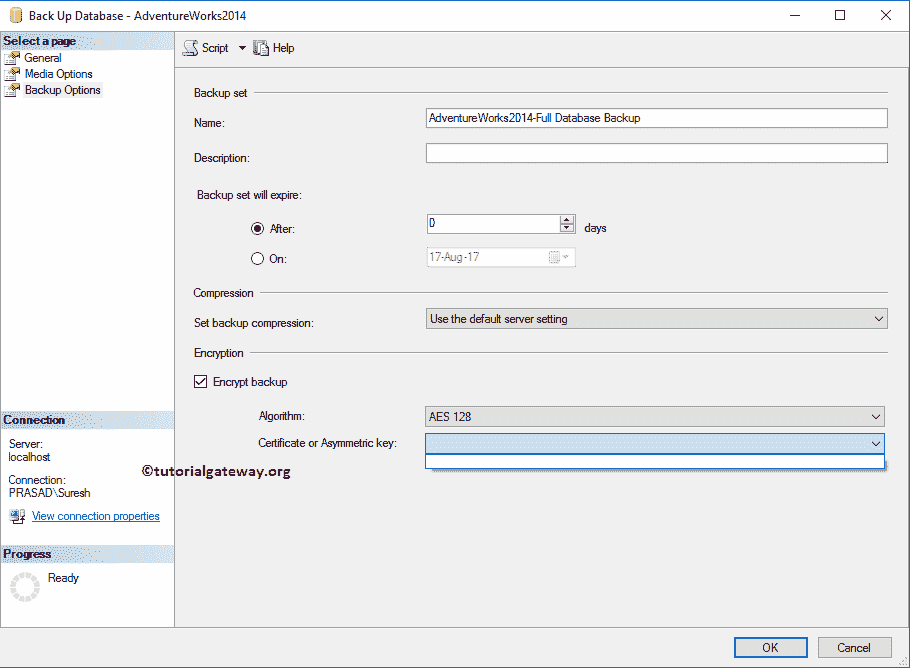 Back Up Database - AdventureWorks2014
Select a page
General
Media Options
Backup Options
Script
Help
Backup set
Name:
AdventureWorks2014-Full Database Backup
Description:
Backup set will expire:
After:
0
days
On:
17-Aug-17
Compression
Set backup compression:
Use the default server setting
Encryption
Encrypt backup
Algorithm:
AES 128
Certificate or Asymmetric key:
Connection
Server:
localhost
Connection:
PRASAD\Suresh
View connection properties
©tutorialgateway.org
Progress
Ready
OK
Cancel